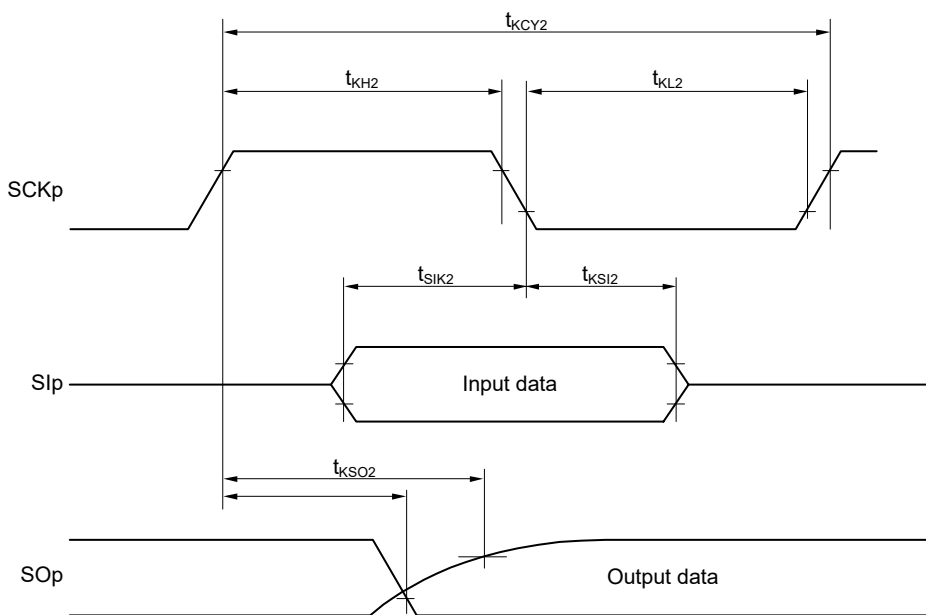 tKCY2
tKH2
tKL2
SCKp
tSIK2
tKSI2
SIp
Input data
tKSO2
SOp
Output data